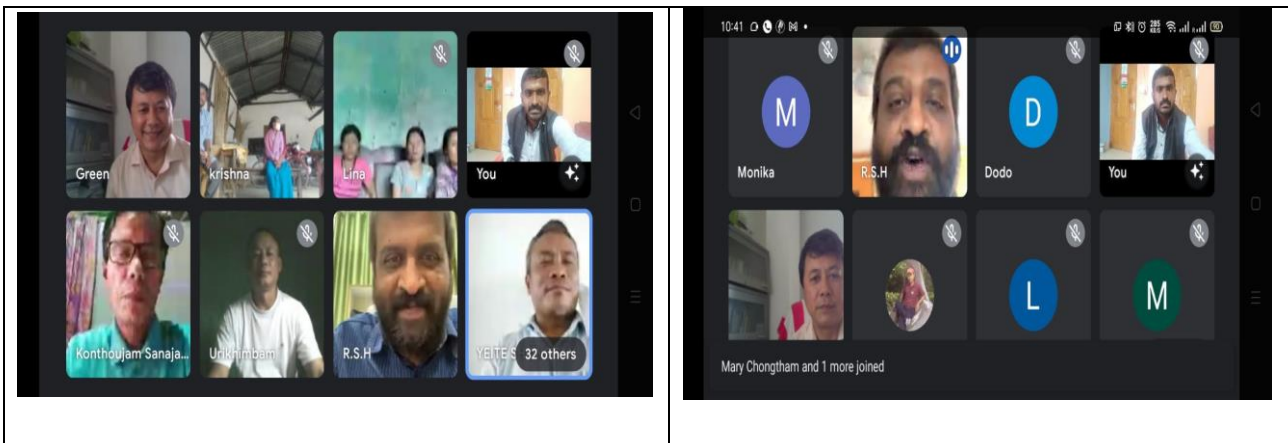 Green
krishna
Lina
You
Konthoujam Sanaja...
Urikhimbam
R.S.H
YEITE S
32 others
10:41
M
Monika
R.S.H
D
Dodo
You
L
M
Mary Chongtham and 1 more joined